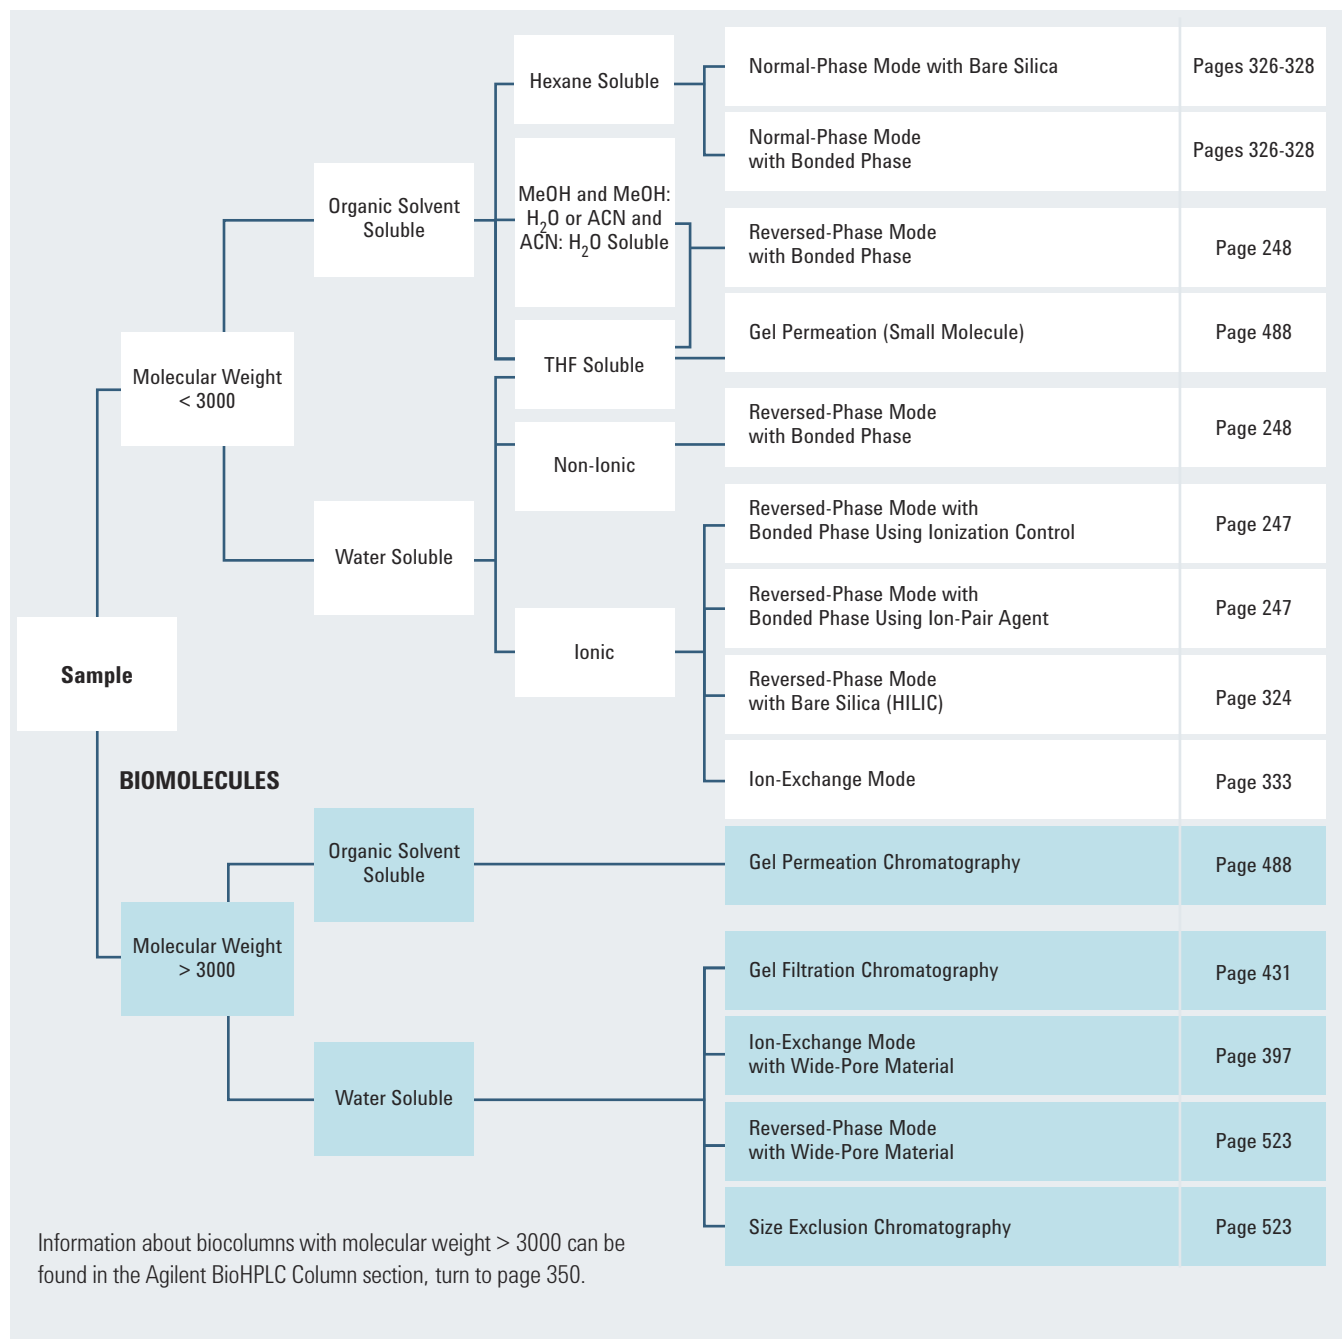 Hexane Soluble
Normal-Phase Mode with Bare Silica
Pages 326-328
Normal-Phase Mode
with Bonded Phase
Pages 326-328
Organic Solvent
Soluble
MeOH and MeOH:
H2O or ACN and
ACN: H2O Soluble
Reversed-Phase Mode
with Bonded Phase
Page 248
Gel Permeation (Small Molecule)
Page 488
THF Soluble
Molecular Weight
< 3000
Reversed-Phase Mode
with Bonded Phase
Page 248
Non-Ionic
Reversed-Phase Mode with
Bonded Phase Using Ionization Control
Page 247
Water Soluble
Reversed-Phase Mode with
Bonded Phase Using Ion-Pair Agent
Page 247
Ionic
Sample
Reversed-Phase Mode
with Bare Silica (HILIC)
Page 324
Ion-Exchange Mode
Page 333
BIOMOLECULES
Organic Solvent
Soluble
Gel Permeation Chromatography
Page 488
Molecular Weight
> 3000
Gel Filtration Chromatography
Page 431
Ion-Exchange Mode
with Wide-Pore Material
Page 397
Water Soluble
Reversed-Phase Mode
with Wide-Pore Material
Page 523
Size Exclusion Chromatography
Page 523
Information about biocolumns with molecular weight > 3000 can be
found in the Agilent BioHPLC Column section, turn to page 350.